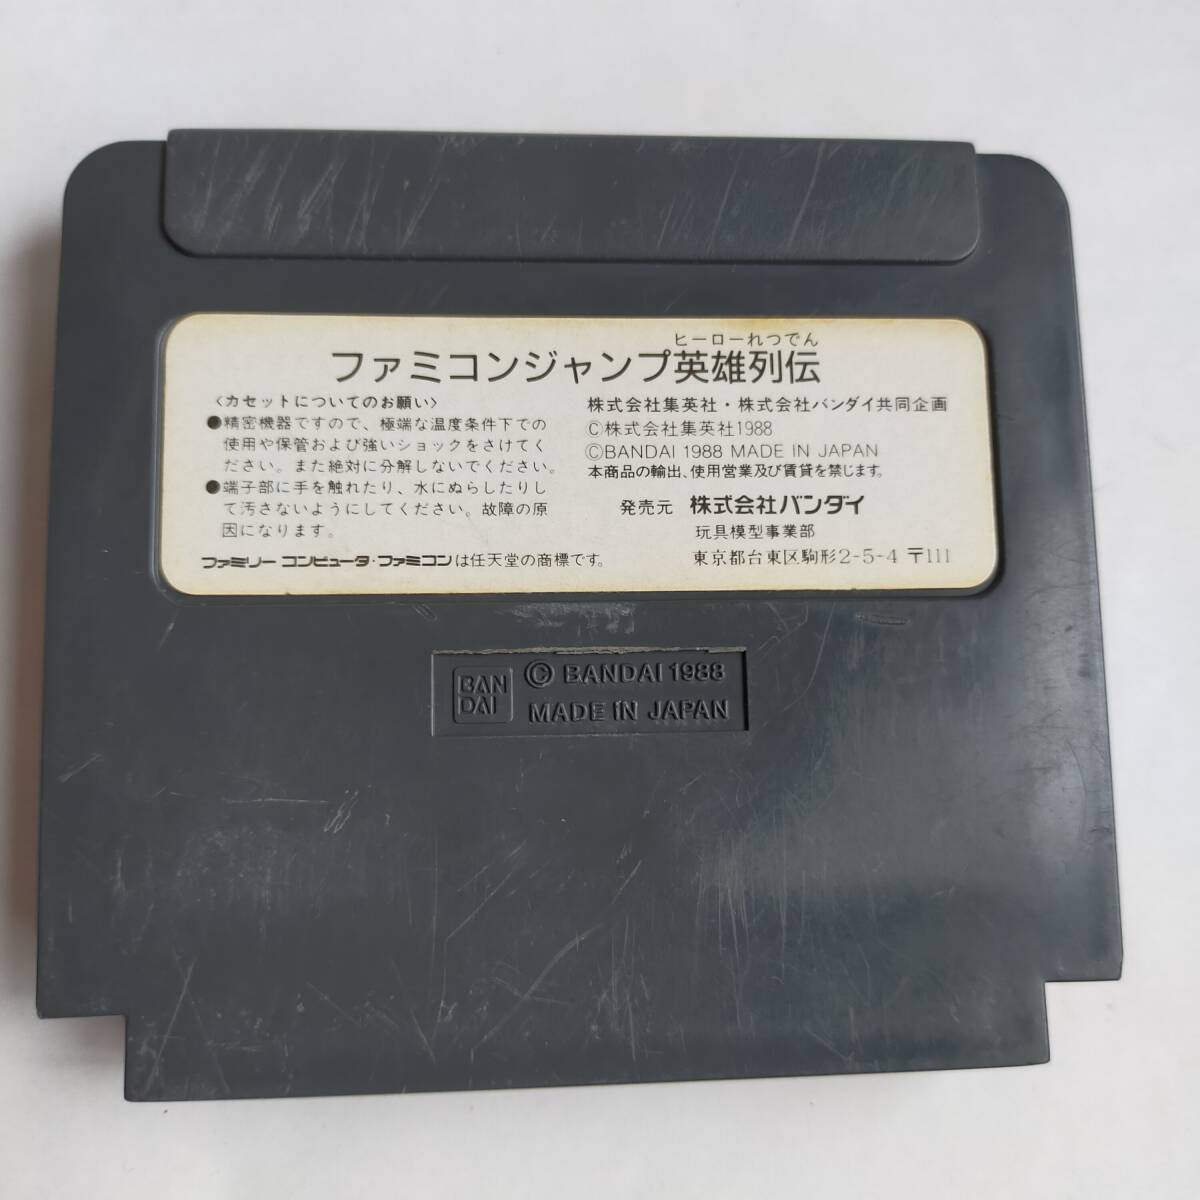 ヒーローれつでん
ファミコンジャンプ英雄列伝
〈カセットについてのお願い〉
●精密機器ですので、極端な温度条件下での
使用や保管および強いショックをさけてく
ださい。また絶対に分解しないでください。
●端子部に手を触れたり、水にぬらしたりし
て汚さないようにしてください。故障の原
因になります。
ファミリーコンピュータ・ファミコンは任天堂の商標です。
株式会社集英社・株式会社バンダイ共同企画
©株式会社集英社1988
©BANDAI 1988 MADE IN JAPAN
本商品の輸出、使用営業及び賃貸を禁じます。
発売元 株式会社バンダイ
玩具模型事業部
東京都台東区駒形2-5-4 〒111
BAN
DAI
© BANDAI 1988
MADE IN JAPAN